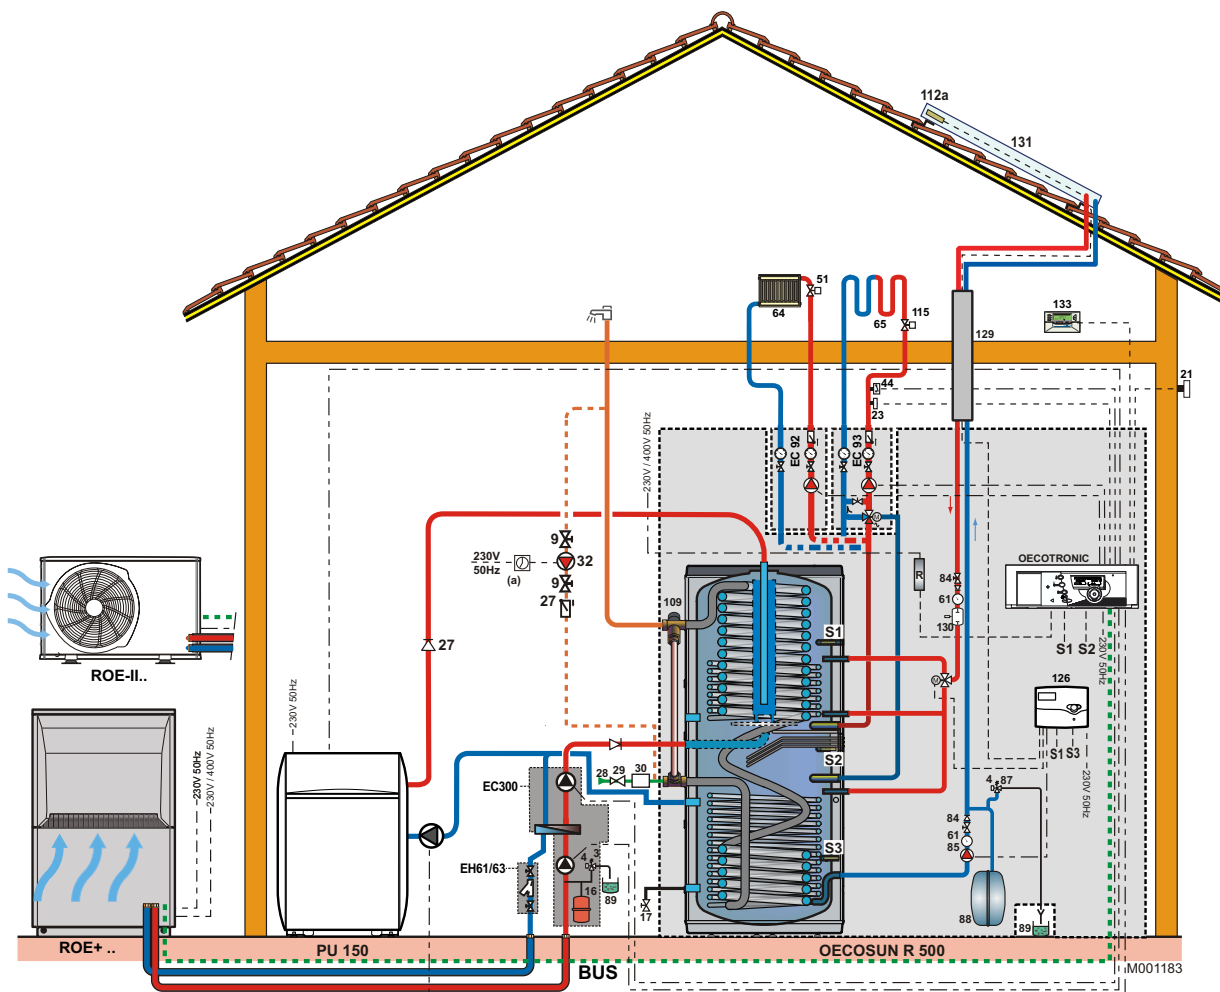 112a
131
51
64
65
115
129
133
21
44
23
230V / 400V 50Hz
EC 92
EC 93
M
9
230V
50Hz
(a)
32
9
27
R
OECOTRONIC
84
61
130
109
S1
27
S1 S2
230V 50Hz
M
126
ROE-II..
230V 50Hz
S2
S1 S3
28
29
30
EC300
4
87
230V 50Hz
230V 50Hz
230V / 400V 50Hz
84
61
85
S3
4
3
EH61/63
16
89
17
88
89
ROE+ ..
PU 150
OECOSUN R 500
BUS
M001183